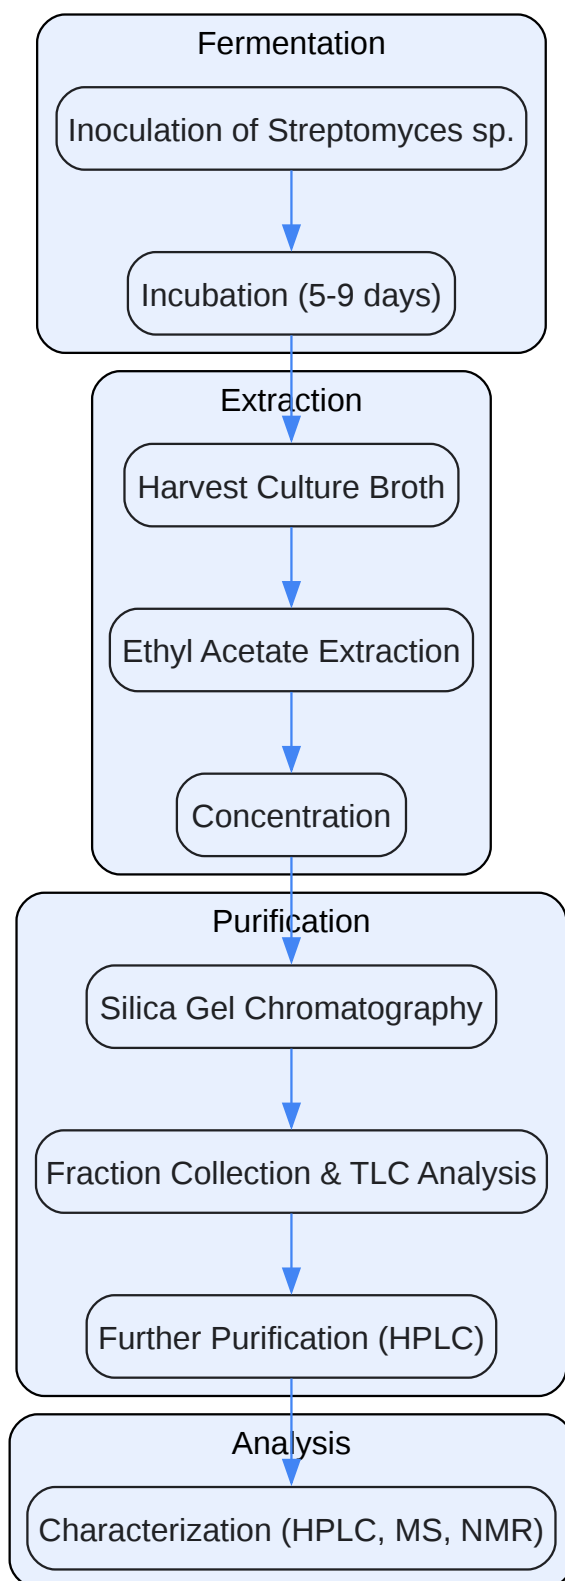 Fermentation
Inoculation of Streptomyces sp.
Incubation (5-9 days)
Extraction
Harvest Culture Broth
Ethyl Acetate Extraction
Concentration
Purification
Silica Gel Chromatography
Fraction Collection & TLC Analysis
Further Purification (HPLC)
Analysis
Characterization (HPLC, MS, NMR)